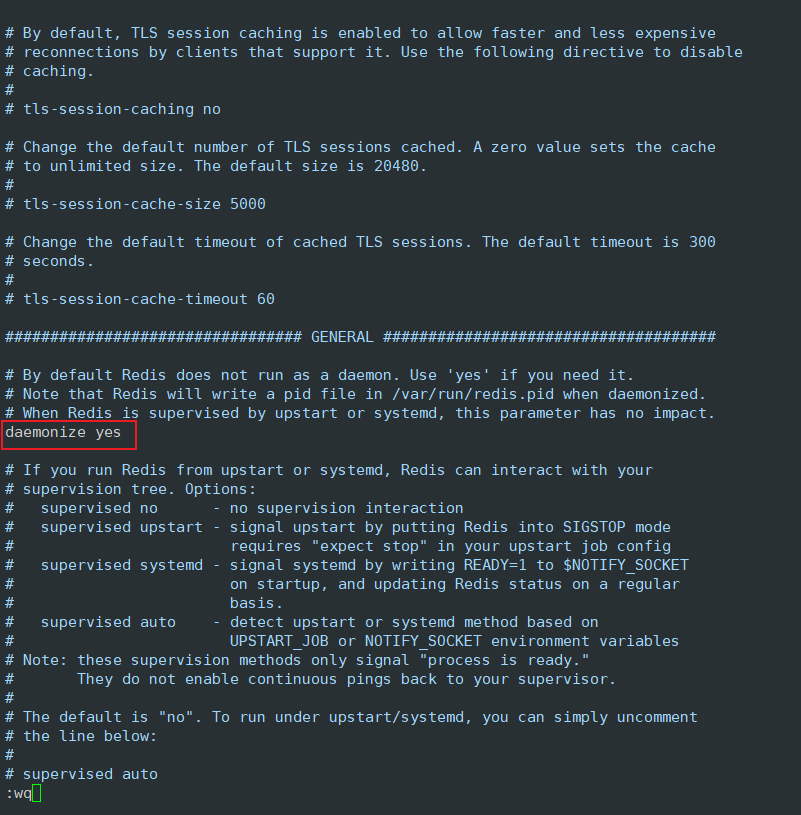 # By default, TLS session caching is enabled to allow faster and less expensive
# reconnections by clients that support it. Use the following directive to disable
# caching.
#
# tls-session-caching no
# Change the default number of TLS sessions cached. A zero value sets the cache
# to unlimited size. The default size is 20480.
#
# tls-session-cache-size 5000
# Change the default timeout of cached TLS sessions. The default timeout is 300
# seconds.
#
# tls-session-cache-timeout 60
################################# GENERAL #####################################
# By default Redis does not run as a daemon. Use 'yes' if you need it.
# Note that Redis will write a pid file in /var/run/redis.pid when daemonized.
# When Redis is supervised by upstart or systemd, this parameter has no impact.
daemonize yes
# If you run Redis from upstart or systemd, Redis can interact with your
# supervision tree. Options:
#   supervised no      - no supervision interaction
#   supervised upstart - signal upstart by putting Redis into SIGSTOP mode
#                        requires "expect stop" in your upstart job config
#   supervised systemd - signal systemd by writing READY=1 to $NOTIFY_SOCKET
#                        on startup, and updating Redis status on a regular
#                        basis.
#   supervised auto    - detect upstart or systemd method based on
#                        UPSTART_JOB or NOTIFY_SOCKET environment variables
# Note: these supervision methods only signal "process is ready."
#       They do not enable continuous pings back to your supervisor.
#
# The default is "no". To run under upstart/systemd, you can simply uncomment
# the line below:
#
# supervised auto
:wq